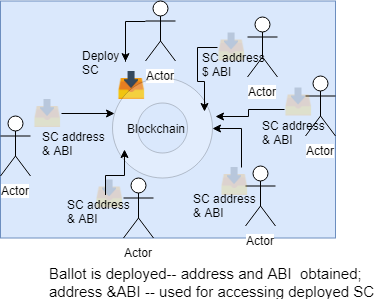 Deploy
SC
Actor
SC address
$ ABI
Actor
SC address
& ABI
Actor
SC address
& ABI
Blockchain
Actor
SC address
& ABI
Actor
SC address
& ABI
Actor
Ballot is deployed-- address and ABI obtained;
address &ABI -- used for accessing deployed SC